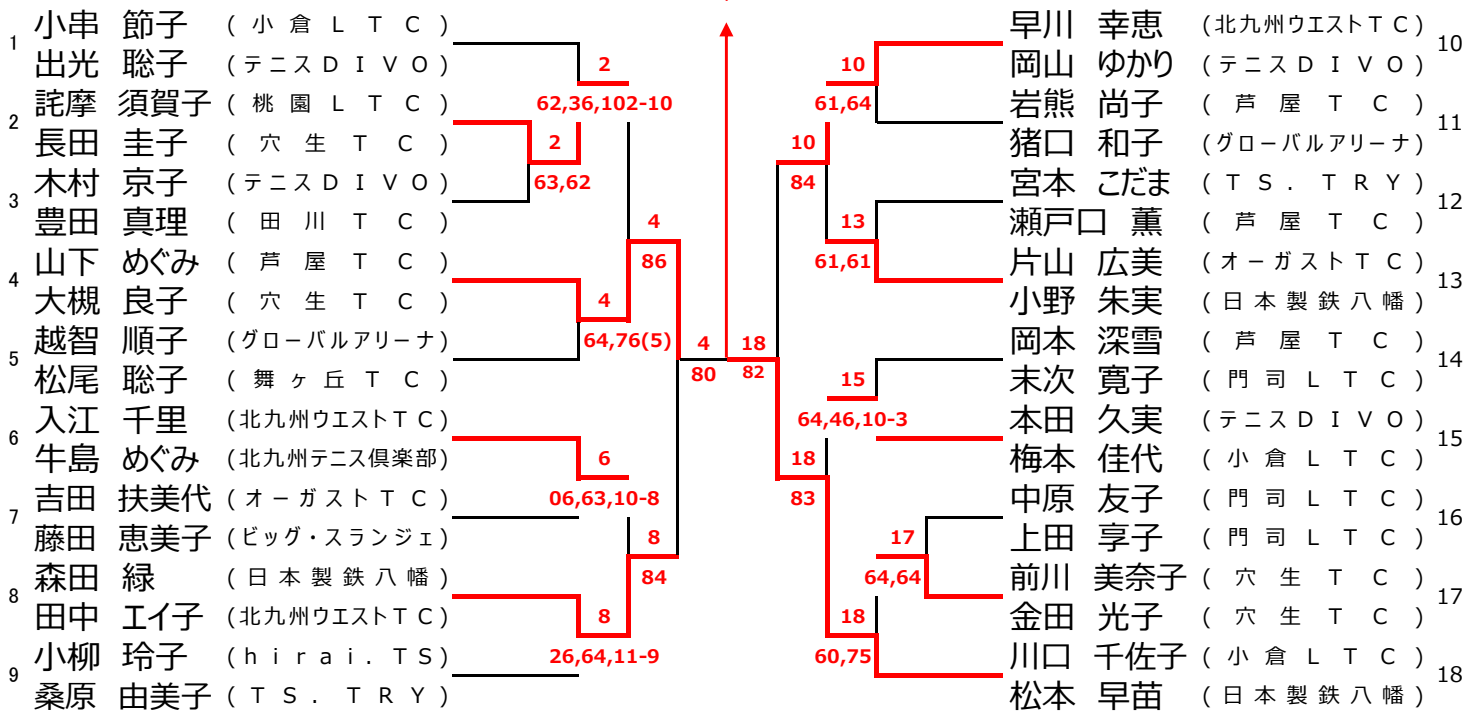 1
小串 節子 (小倉LTC)
出光 聡子 (テニスDIVO)
2
詫摩 須賀子 (桃園LTC)
長田 圭子 (穴生TC)
3
木村 京子 (テニスDIVO)
豊田 真理 (田川TC)
4
山下 めぐみ (芦屋TC)
大槻 良子 (穴生TC)
5
越智 順子 (グローバルアリーナ)
松尾 聡子 (舞ヶ丘TC)
6
入江 千里 (北九州ウエストTC)
牛島 めぐみ (北九州テニス倶楽部)
7
吉田 扶美代 (オーガストTC)
藤田 恵美子 (ビッグ・スランジェ)
8
森田 緑 (日本製鉄八幡)
田中 エイ子 (北九州ウエストTC)
9
小柳 玲子 (hirai.TS)
桑原 由美子 (TS.TRY)
2
62,36,102-10
2
63,62
4
86
4
64,76(5)
6
06,63,10-8
8
84
8
26,64,11-9
4
80
18
82
10
61,64
10
84
13
61,61
15
64,46,10-3
18
83
17
64,64
18
60,75
早川 幸恵 (北九州ウエストTC)
10
岡山 ゆかり (テニスDIVO)
岩熊 尚子 (芦屋TC)
11
猪口 和子 (グローバルアリーナ)
宮本 こだま (TS.TRY)
12
瀬戸口 薫 (芦屋TC)
片山 広美 (オーガストTC)
13
小野 朱実 (日本製鉄八幡)
岡本 深雪 (芦屋TC)
14
末次 寛子 (門司LTC)
本田 久実 (テニスDIVO)
15
梅本 佳代 (小倉LTC)
中原 友子 (門司LTC)
16
上田 享子 (門司LTC)
前川 美奈子 (穴生TC)
17
金田 光子 (穴生TC)
川口 千佐子 (小倉LTC)
18
松本 早苗 (日本製鉄八幡)